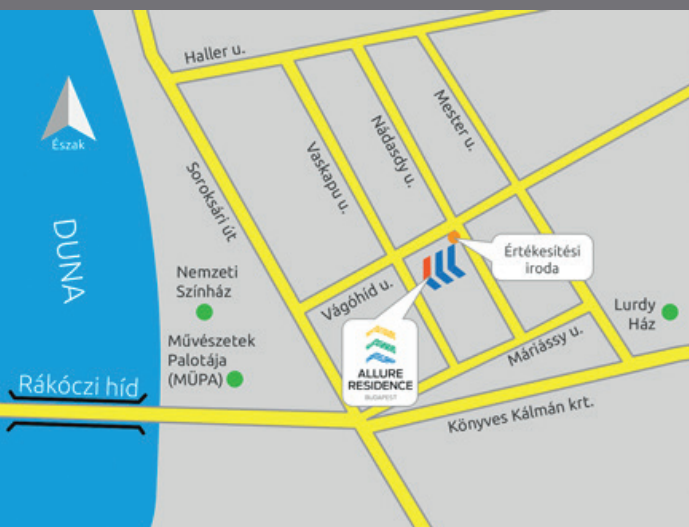 Haller u.
Észak
Vaskapu u.
Nádasdy u.
Mester u.
Soroksári út
DUNA
Nemzeti
Színház
Értékesítési
iroda
Vágóhíd u.
Lurdy
Ház
Művészetek
Palotája
(MŰPA)
ALLURE
RESIDENCE
BUDAPEST
Máriássy u.
Rákóczi híd
Könyves Kálmán krt.